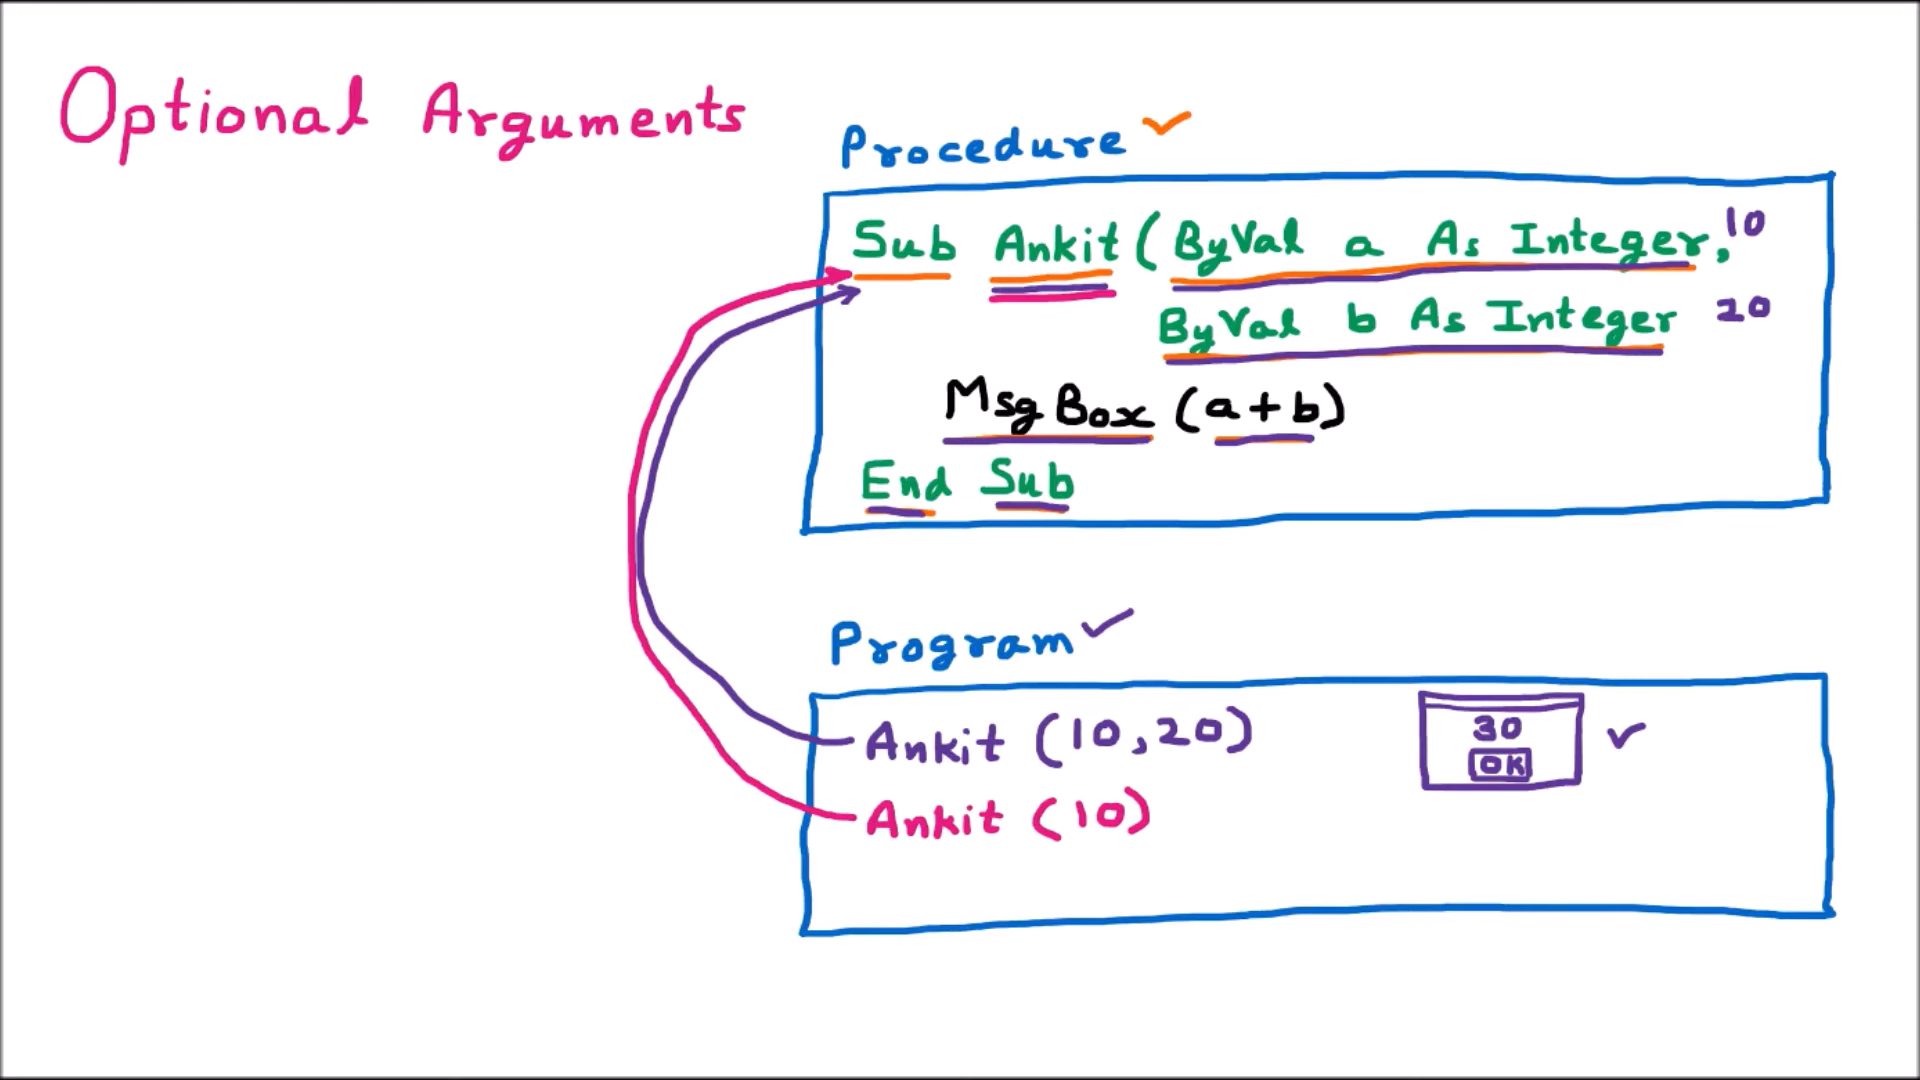 Optional Arguments
Procedure
Sub Ankit (ByVal a As Integer, 10
ByVal b As Integer 20
MsgBox (a+b)
End Sub
Program
Ankit (10,20)
30
OK
Ankit (10)